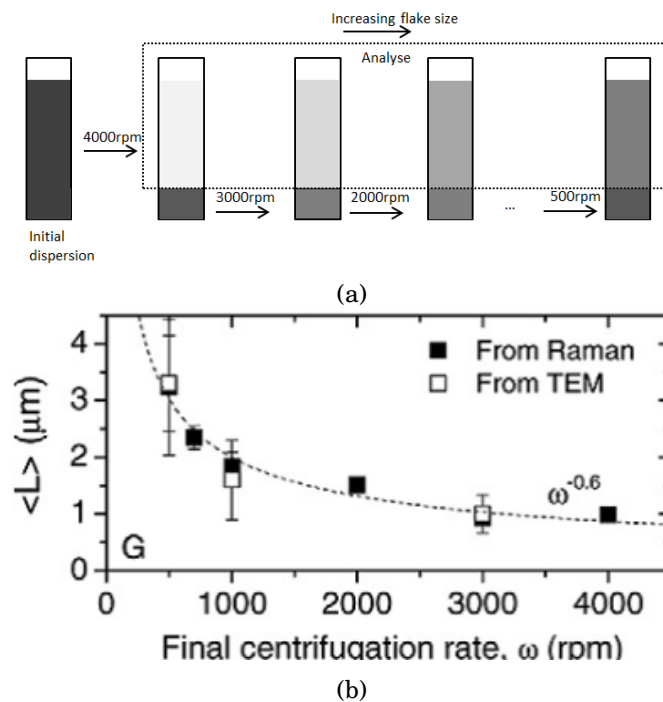 Increasing flake size
Analyse
4000rpm
3000rpm
2000rpm
...
500rpm
Initial
dispersion
(a)
4
3
2
1
0
<L> (μm)
From Raman
From TEM
ω-0.6
G
0 1000 2000 3000 4000
Final centrifugation rate, ω (rpm)
(b)